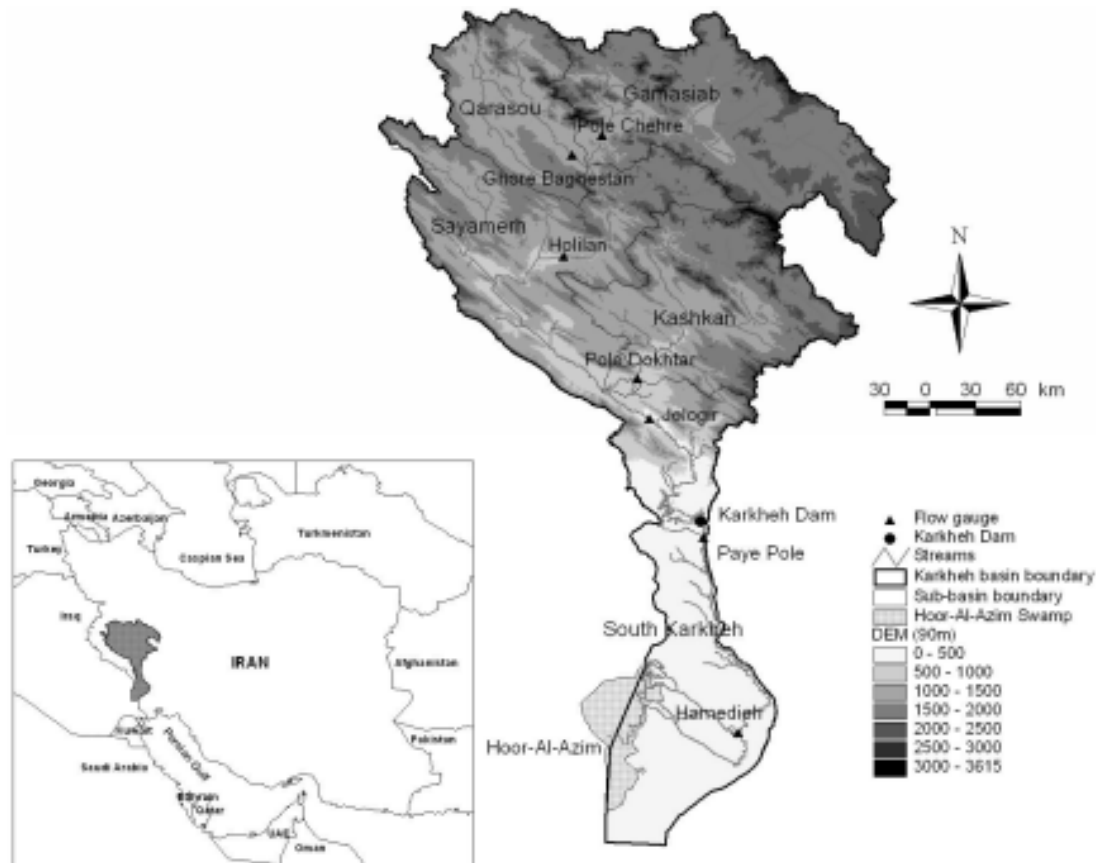 Qarasou
Gamasiab
Pole Chehre
Ghore Baghestan
Sayamerh
Holilan
Kashkan
Pole Dokhtar
Jelogir
N
30 0 30 60 km
Karkheh Dam
Paye Pole
South Karkheh
Hamedieh
Hoor-Al-Azim
Flow gauge
Karkheh Dam
Streams
Karkheh basin boundary
Sub-basin boundary
Hoor-Al-Azim Swamp
DEM (90m)
0 - 500
500 - 1000
1000 - 1500
1500 - 2000
2000 - 2500
2500 - 3000
3000 - 3615
Georgia
Armenia
Azerbaijan
Turkey
Caspian Sea
Turkmenistan
Iraq
IRAN
Afghanistan
Kuwait
Persian Gulf
Pakistan
Saudi Arabia
Qatar
UAE
Oman